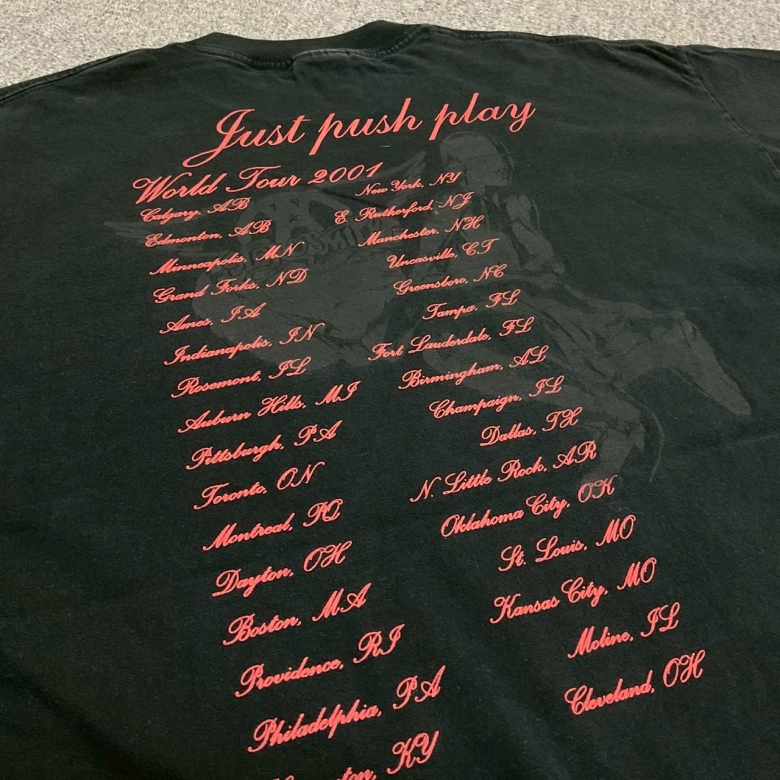 Just push play
World Tour 2001
Calgary, AB
Edmonton, AB
Minneapolis, MN
Grand Forks, ND
Ames, IA
Indianapolis, IN
Rosemont, IL
Auburn Hills, MI
Pittsburgh, PA
Toronto, ON
Montreal, PQ
Dayton, OH
Boston, MA
Providence, RI
Philadelphia, PA
KY
New York, NY
E. Rutherford, NJ
Manchester, NH
Uncasville, CT
Greensboro, NC
Tampa, FL
Fort Lauderdale, FL
Birmingham, AL
Champaign, IL
Dallas, TX
N. Little Rock, AR
Oklahoma City, OK
St. Louis, MO
Kansas City, MO
Moline, IL
Cleveland, OH